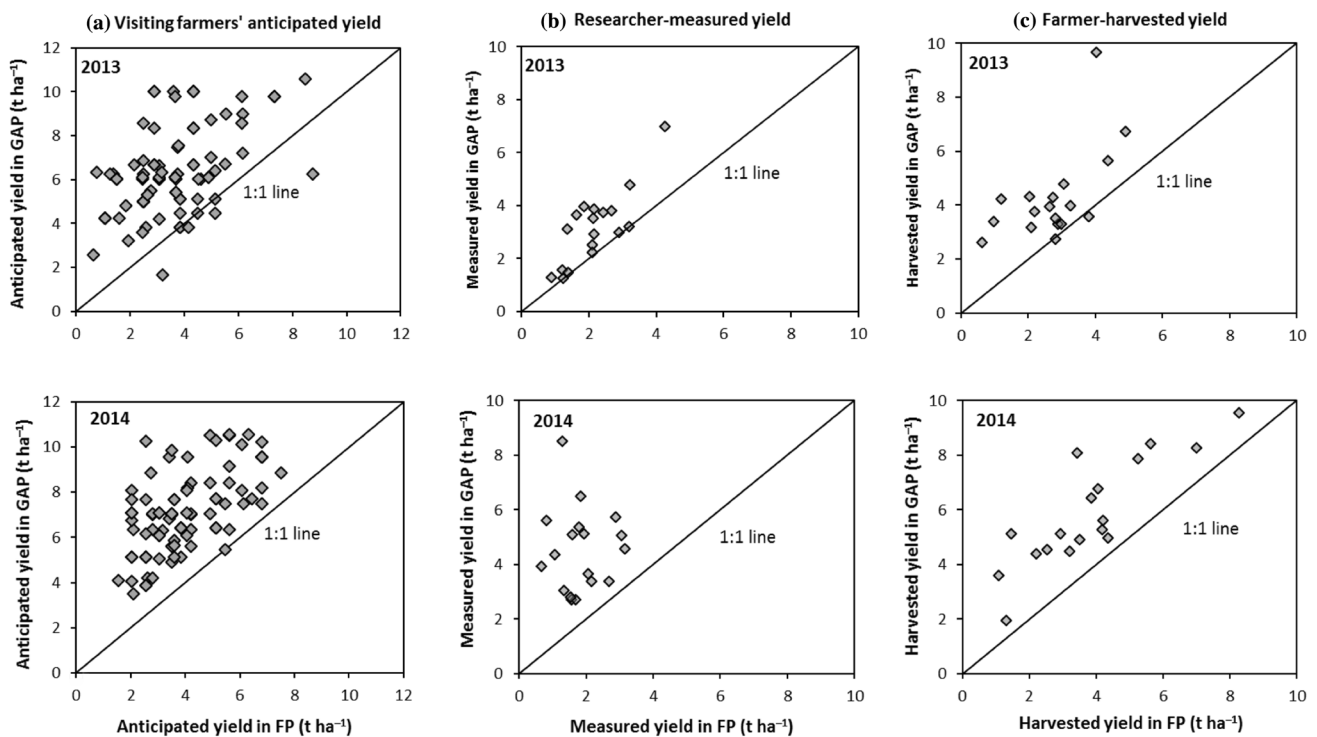 (a) Visiting farmers' anticipated yield
(b) Researcher-measured yield
(c) Farmer-harvested yield
Anticipated yield in GAP (t ha⁻¹)
12
10
8
6
4
2
0
2013
1:1 line
0 2 4 6 8 10 12
Measured yield in GAP (t ha⁻¹)
10
8
6
4
2
0
2013
1:1 line
0 2 4 6 8 10
Harvested yield in GAP (t ha⁻¹)
10
8
6
4
2
0
2013
1:1 line
0 2 4 6 8 10
Anticipated yield in GAP (t ha⁻¹)
12
10
8
6
4
2
0
2014
1:1 line
0 2 4 6 8 10 12
Anticipated yield in FP (t ha⁻¹)
Measured yield in GAP (t ha⁻¹)
10
8
6
4
2
0
2014
1:1 line
0 2 4 6 8 10
Measured yield in FP (t ha⁻¹)
Harvested yield in GAP (t ha⁻¹)
10
8
6
4
2
0
2014
1:1 line
0 2 4 6 8 10
Harvested yield in FP (t ha⁻¹)